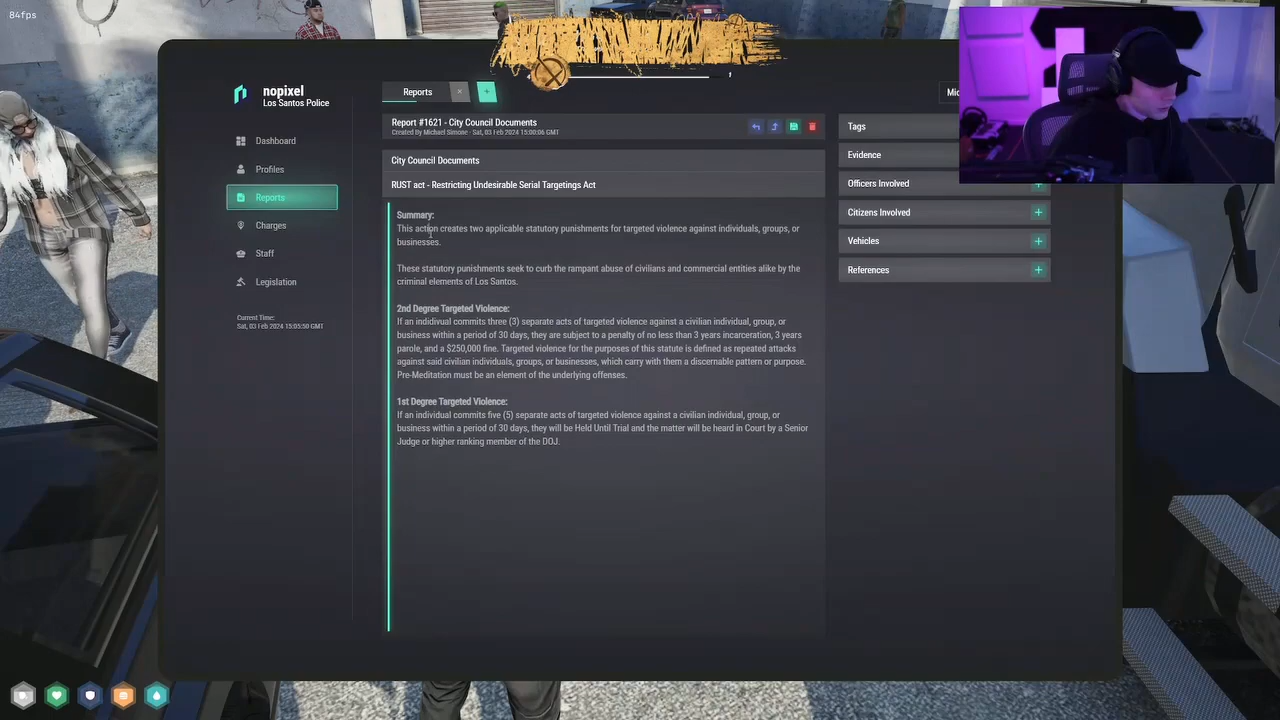 84fps
nopixel
Los Santos Police
Dashboard
Profiles
Reports
Charges
Staff
Legislation
Current Time:
Sat, 03 Feb 2024 15:05:50 GMT
Reports
Report #1621 - City Council Documents
Created By Michael Simone · Sat, 03 Feb 2024 15:00:06 GMT
City Council Documents
RUST act - Restricting Undesirable Serial Targetings Act
Summary:
This action creates two applicable statutory punishments for targeted violence against individuals, groups, or
businesses.
These statutory punishments seek to curb the rampant abuse of civilians and commercial entities alike by the
criminal elements of Los Santos.
2nd Degree Targeted Violence:
If an indidivual commits three (3) separate acts of targeted violence against a civilian individual, group, or
business within a period of 30 days, they are subject to a penalty of no less than 3 years incarceration, 3 years
parole, and a $250,000 fine. Targeted violence for the purposes of this statute is defined as repeated attacks
against said civilian individuals, groups, or businesses, which carry with them a discernable pattern or purpose.
Pre-Meditation must be an element of the underlying offenses.
1st Degree Targeted Violence:
If an individual commits five (5) separate acts of targeted violence against a civilian individual, group, or
business within a period of 30 days, they will be Held Until Trial and the matter will be heard in Court by a Senior
Judge or higher ranking member of the DOJ.
Tags
Evidence
Officers Involved
Citizens Involved
Vehicles
References